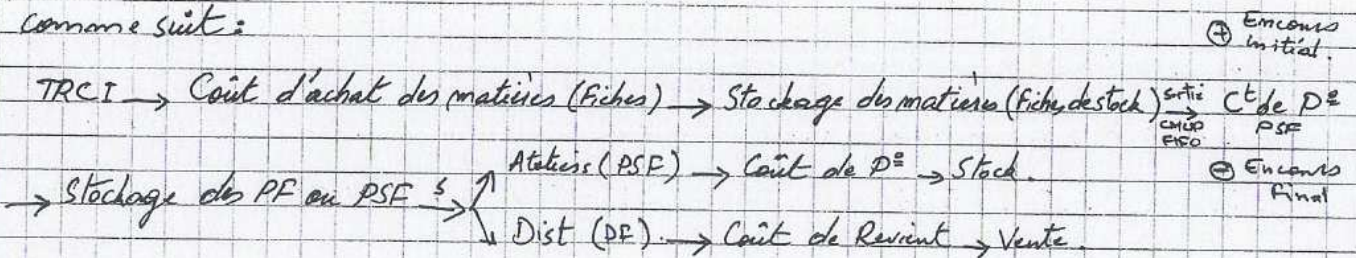 comme suit :
⊕ Encours initial.
TRCI → Coût d'achat des matières (Fiches) → Stockage des matières (Fiches de stock) sortie → CMUP FIFO Cᵗ de P° PSF
Ateliers (PSF) → Coût de P° → Stock.
⊖ Encours final
→ Stockage des PF ou PSF s →
Dist (PF). → Coût de Revient → Vente.